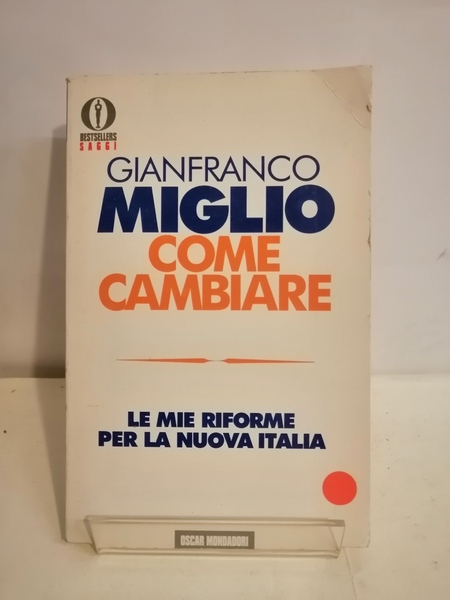 BESTSELLERS
SAGGI
GIANFRANCO
MIGLIO
COME
CAMBIARE
LE MIE RIFORME
PER LA NUOVA ITALIA
OSCAR MONDADORI